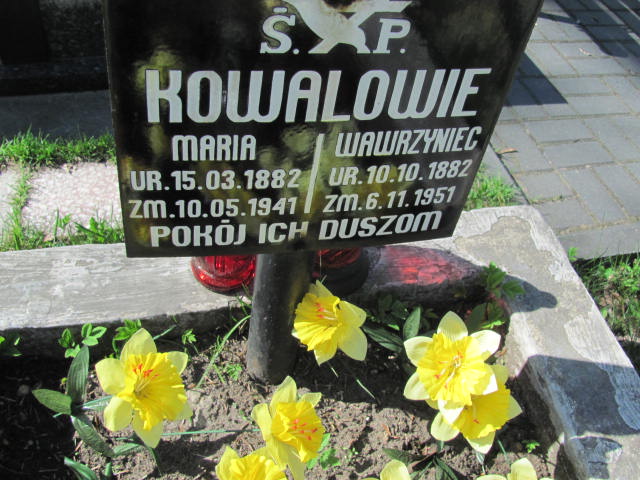 Ś. P.
KOWALOWIE
MARIA WAWRZYNIEC
UR.15.03.1882 UR.10.10.1882
ZM.10.05.1941 ZM.6.11.1951
POKÓJ ICH DUSZOM